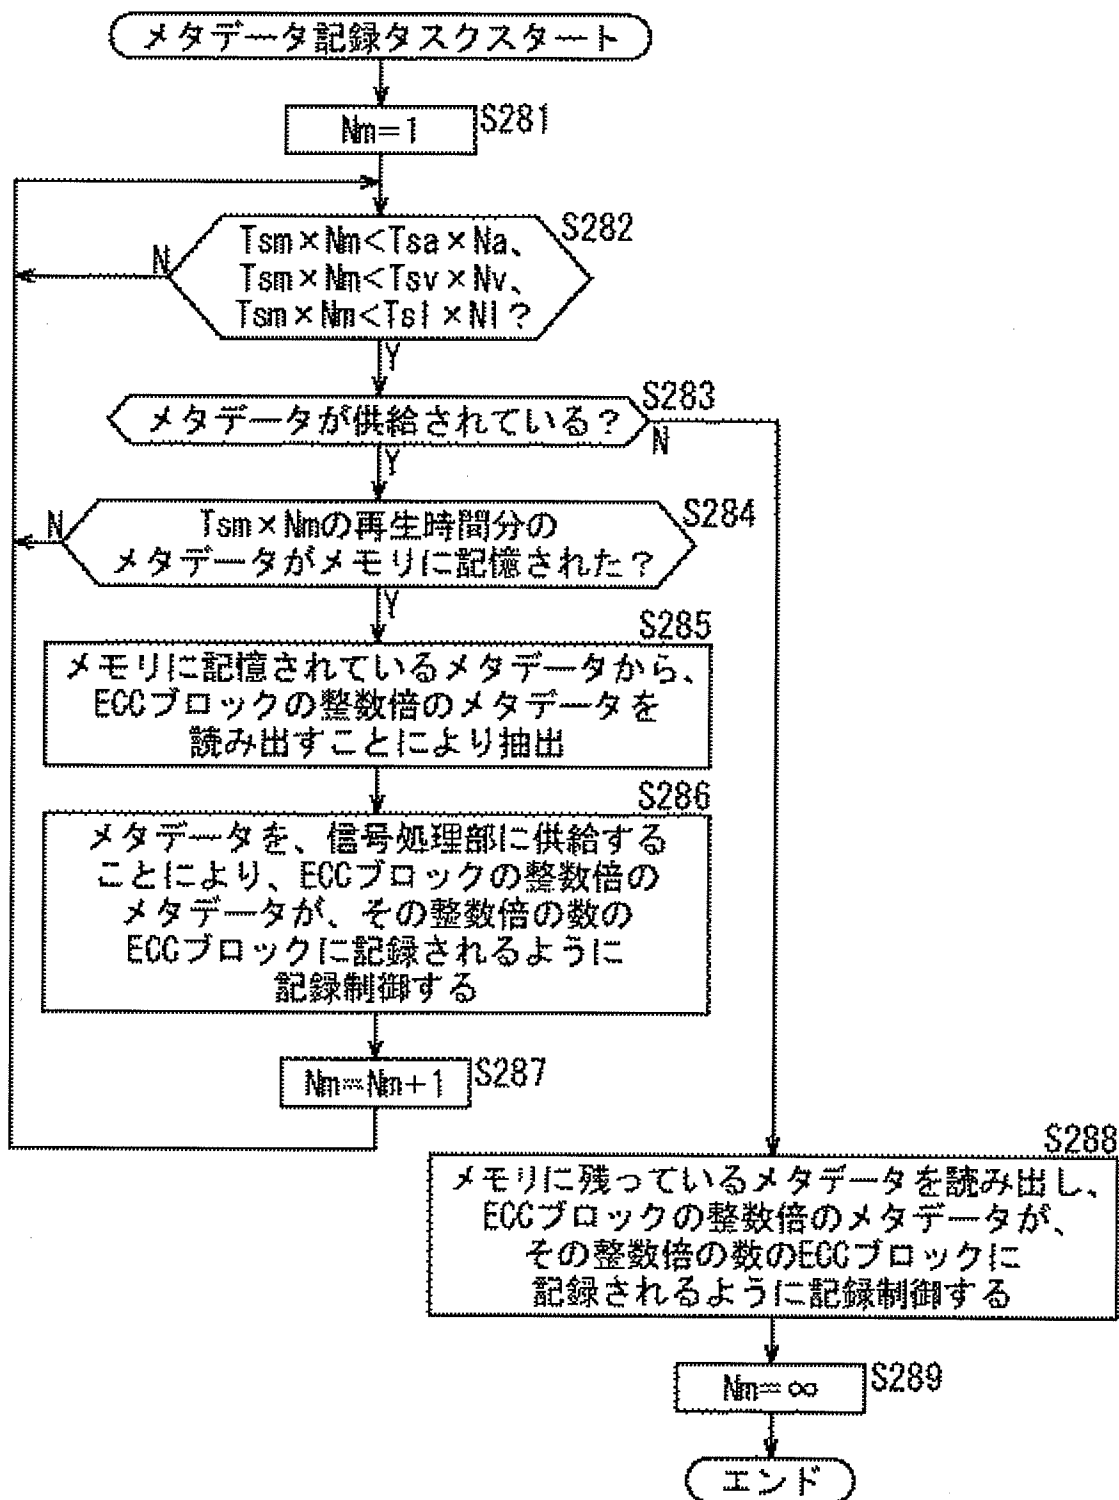 メタデータ記録タスクスタート
Nm=1
S281
Tsm×Nm<Tsa×Na、
Tsm×Nm<Tsv×Nv、
Tsm×Nm<Tsl×Nl?
S282
N
Y
メタデータが供給されている?
S283
N
Y
Tsm×Nmの再生時間分の
メタデータがメモリに記憶された?
S284
N
Y
S285
メモリに記憶されているメタデータから、
ECCブロックの整数倍のメタデータを
読み出すことにより抽出
S286
メタデータを、信号処理部に供給する
ことにより、ECCブロックの整数倍の
メタデータが、その整数倍の数の
ECCブロックに記録されるように
記録制御する
Nm=Nm+1
S287
S288
メモリに残っているメタデータを読み出し、
ECCブロックの整数倍のメタデータが、
その整数倍の数のECCブロックに
記録されるように記録制御する
Nm=∞
S289
エンド